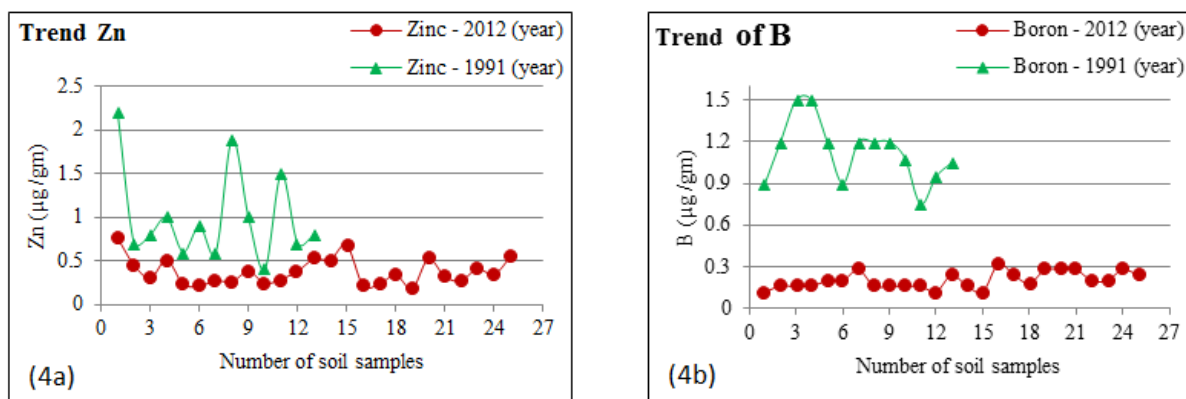 Trend Zn
Zinc - 2012 (year)
Zinc - 1991 (year)
2.5
2
1.5
1
0.5
0
Zn (µg /gm)
0 3 6 9 12 15 18 21 24 27
Number of soil samples
(4a)
Trend of B
Boron - 2012 (year)
Boron - 1991 (year)
1.5
1.2
0.9
0.6
0.3
0
B (µg /gm)
0 3 6 9 12 15 18 21 24 27
Number of soil samples
(4b)